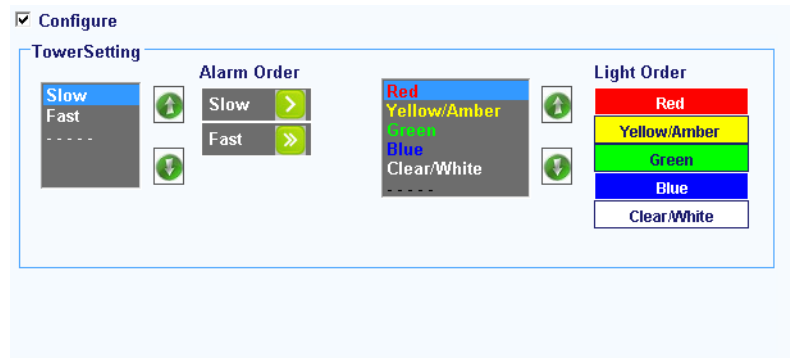 Configure
TowerSetting
Alarm Order
Light Order
Slow
Fast
- - - - -
Slow
Fast
Red
Yellow/Amber
Green
Blue
Clear/White
- - - - -
Red
Yellow/Amber
Green
Blue
Clear/White